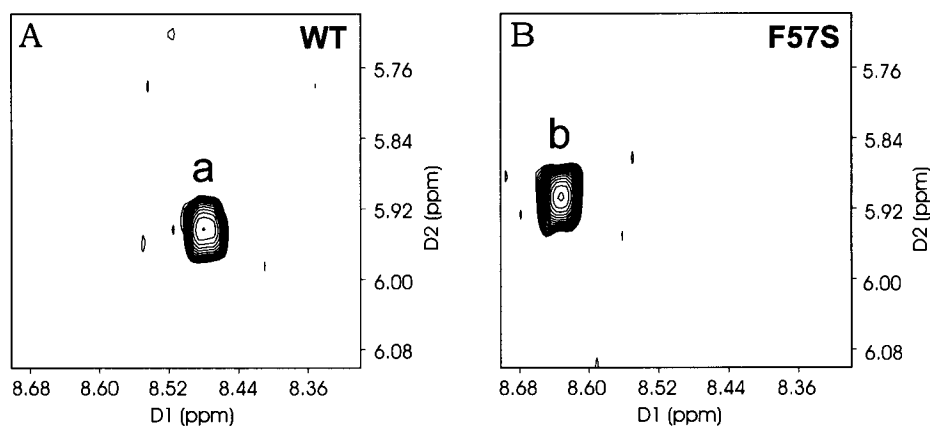 A WT
a
5.76
5.84
5.92
6.00
6.08
D2 (ppm)
8.68 8.60 8.52 8.44 8.36
D1 (ppm)
B F57S
b
5.76
5.84
5.92
6.00
6.08
D2 (ppm)
8.68 8.60 8.52 8.44 8.36
D1 (ppm)